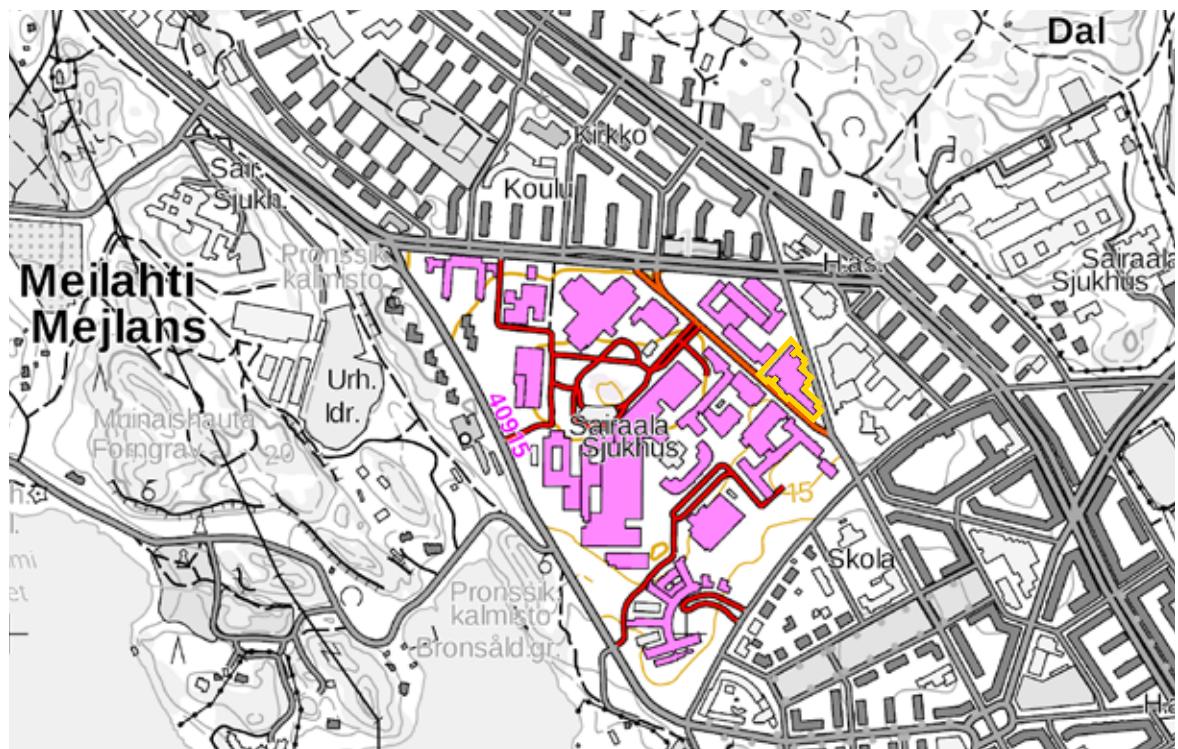 Dal
Kirkko
Sair.
Sjukh.
Koulu
Pronssik.
kalmisto
H.as.
Sairaala
Sjukhus
Meilahti
Mejlans
Urh.
Idr.
40915
Muinaishauta
Forngrav
20
Sairaala
Sjukhus
15
Skola
Pronssik.
kalmisto
Bronsåld.gr.